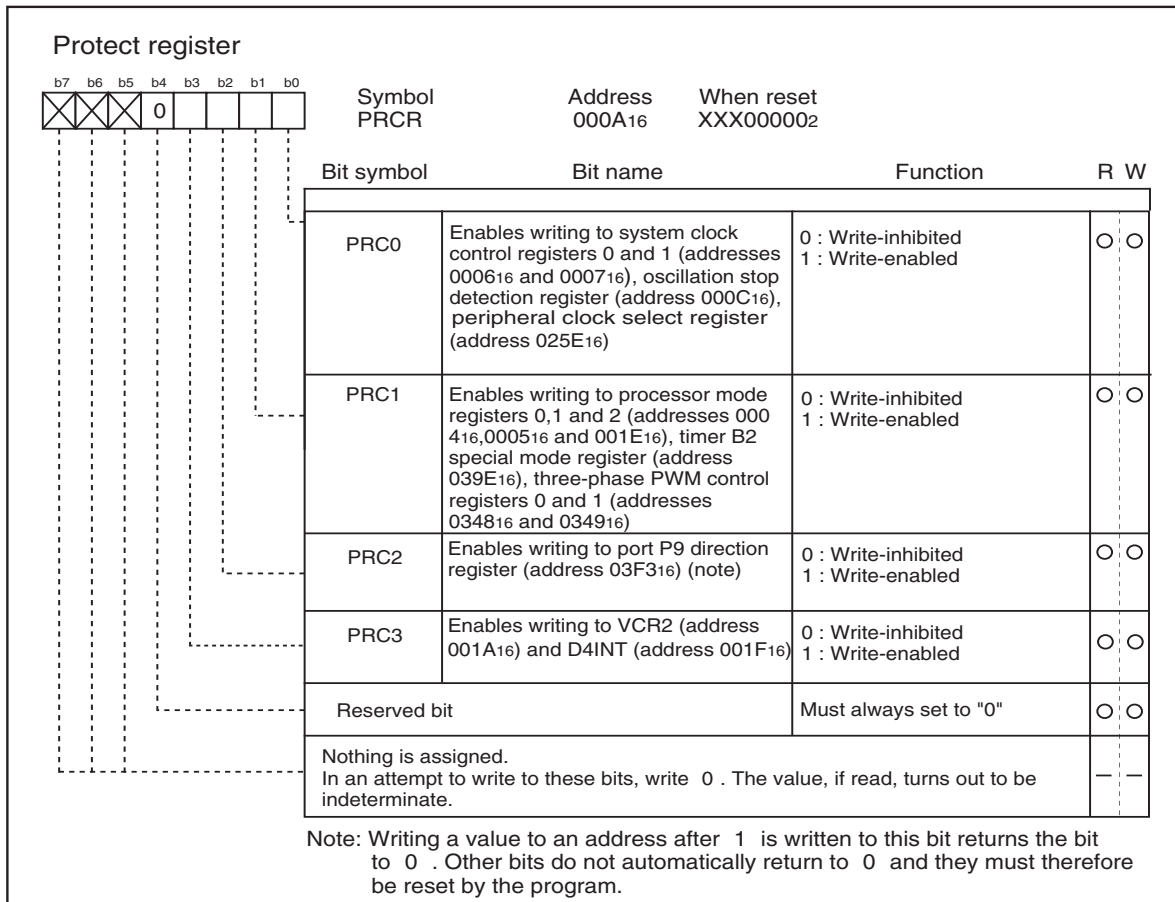 Protect register
b7 b6 b5 b4 b3 b2 b1 b0
0
Symbol Address When reset
PRCR 000A16 XXX000002
Bit symbol Bit name Function R W
PRC0 Enables writing to system clock 0 : Write-inhibited
control registers 0 and 1 (addresses 1 : Write-enabled
000616 and 000716), oscillation stop
detection register (address 000C16),
peripheral clock select register
(address 025E16)
PRC1 Enables writing to processor mode 0 : Write-inhibited
registers 0,1 and 2 (addresses 000 1 : Write-enabled
416,000516 and 001E16), timer B2
special mode register (address
039E16), three-phase PWM control
registers 0 and 1 (addresses
034816 and 034916)
PRC2 Enables writing to port P9 direction 0 : Write-inhibited
register (address 03F316) (note) 1 : Write-enabled
PRC3 Enables writing to VCR2 (address 0 : Write-inhibited
001A16) and D4INT (address 001F16) 1 : Write-enabled
Reserved bit Must always set to "0"
Nothing is assigned.
In an attempt to write to these bits, write 0 . The value, if read, turns out to be
indeterminate.
Note: Writing a value to an address after 1 is written to this bit returns the bit
to 0 . Other bits do not automatically return to 0 and they must therefore
be reset by the program.